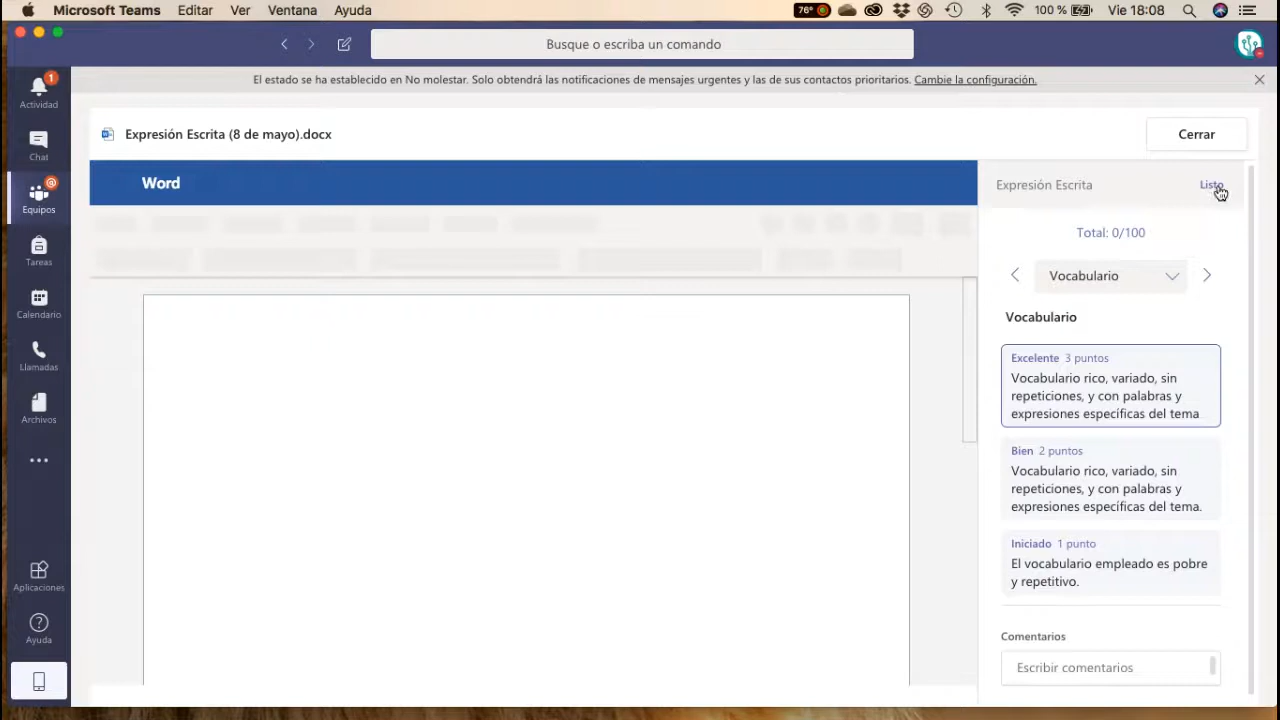 Microsoft Teams Editar Ver Ventana Ayuda 76° 100 % Vie 18:08
Busque o escriba un comando
El estado se ha establecido en No molestar. Solo obtendrá las notificaciones de mensajes urgentes y las de sus contactos prioritarios. Cambie la configuración.
1
Actividad
Chat
@
Equipos
Tareas
Calendario
Llamadas
Archivos
Aplicaciones
Ayuda
Expresión Escrita (8 de mayo).docx
Cerrar
Word
Expresión Escrita Listo
Total: 0/100
Vocabulario
Vocabulario
Excelente 3 puntos
Vocabulario rico, variado, sin
repeticiones, y con palabras y
expresiones específicas del tema
Bien 2 puntos
Vocabulario rico, variado, sin
repeticiones, y con palabras y
expresiones específicas del tema.
Iniciado 1 punto
El vocabulario empleado es pobre
y repetitivo.
Comentarios
Escribir comentarios